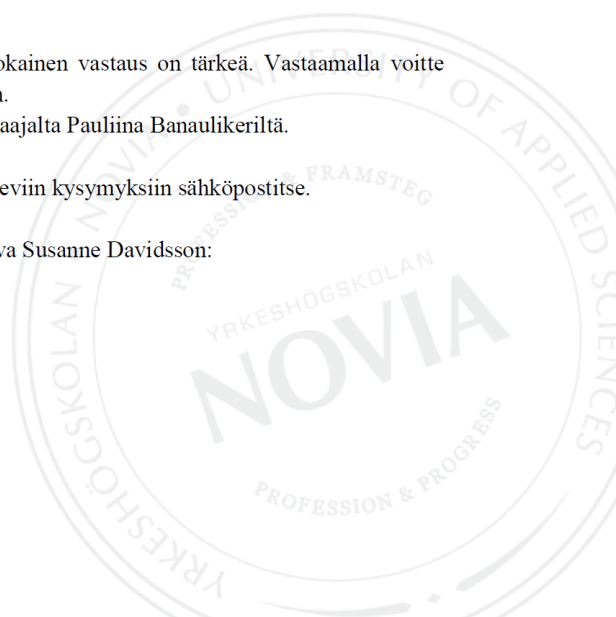 okainen vastaus on tärkeä. Vastaamalla voitte
n.
aajalta Pauliina Banaulikeriltä.
eviin kysymyksiin sähköpostitse.
va Susanne Davidsson:
YRKESHÖGSKOLAN NOVIA • UNIVERSITY OF APPLIED SCIENCES
PROFESSION & FRAMSTEG
YRKESHÖGSKOLAN
NOVIA
PROFESSION & PROGRESS